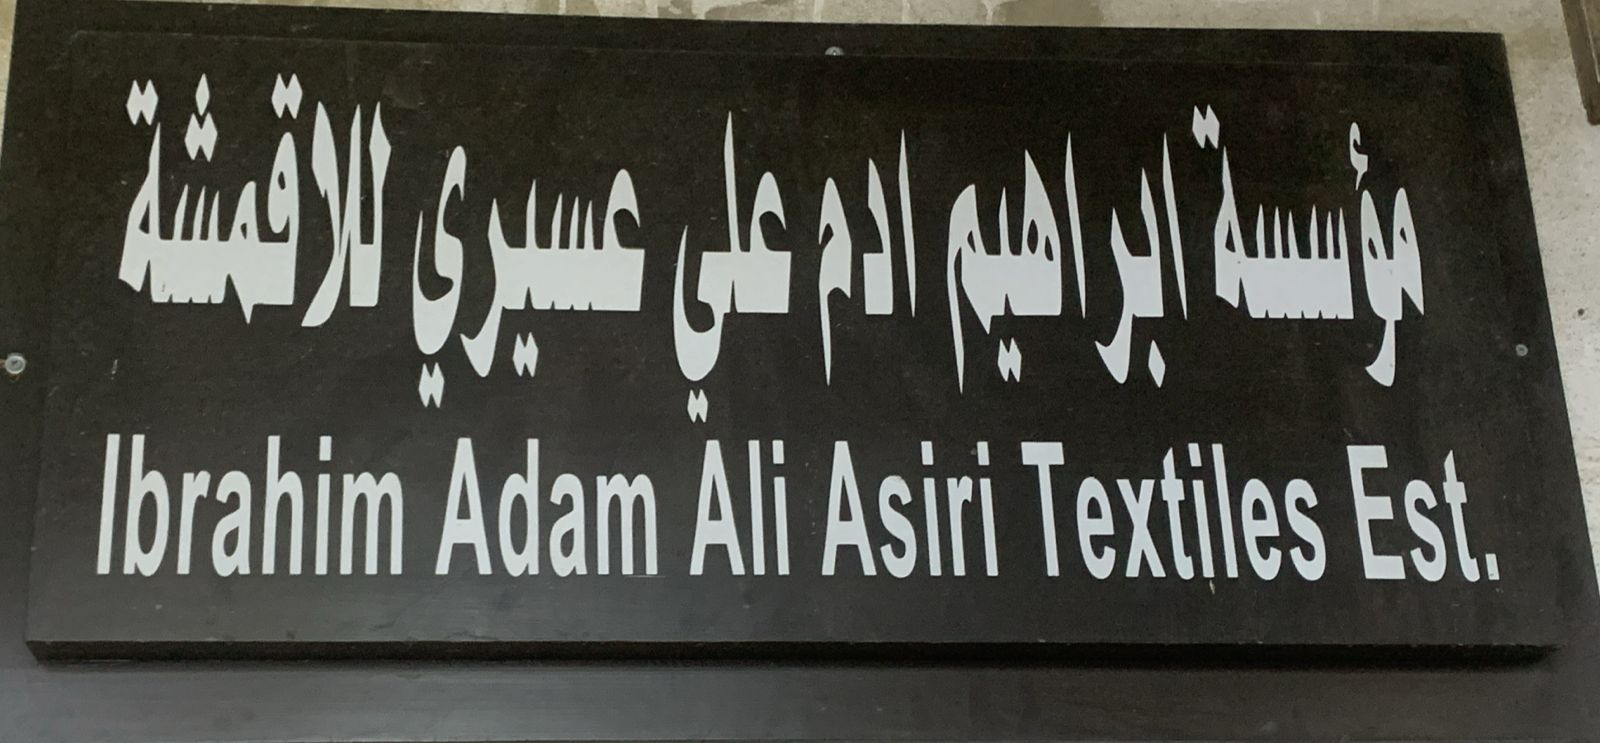 مؤسسة ابراهيم ادم علي عسيري للاقمشة
Ibrahim Adam Ali Asiri Textiles Est.